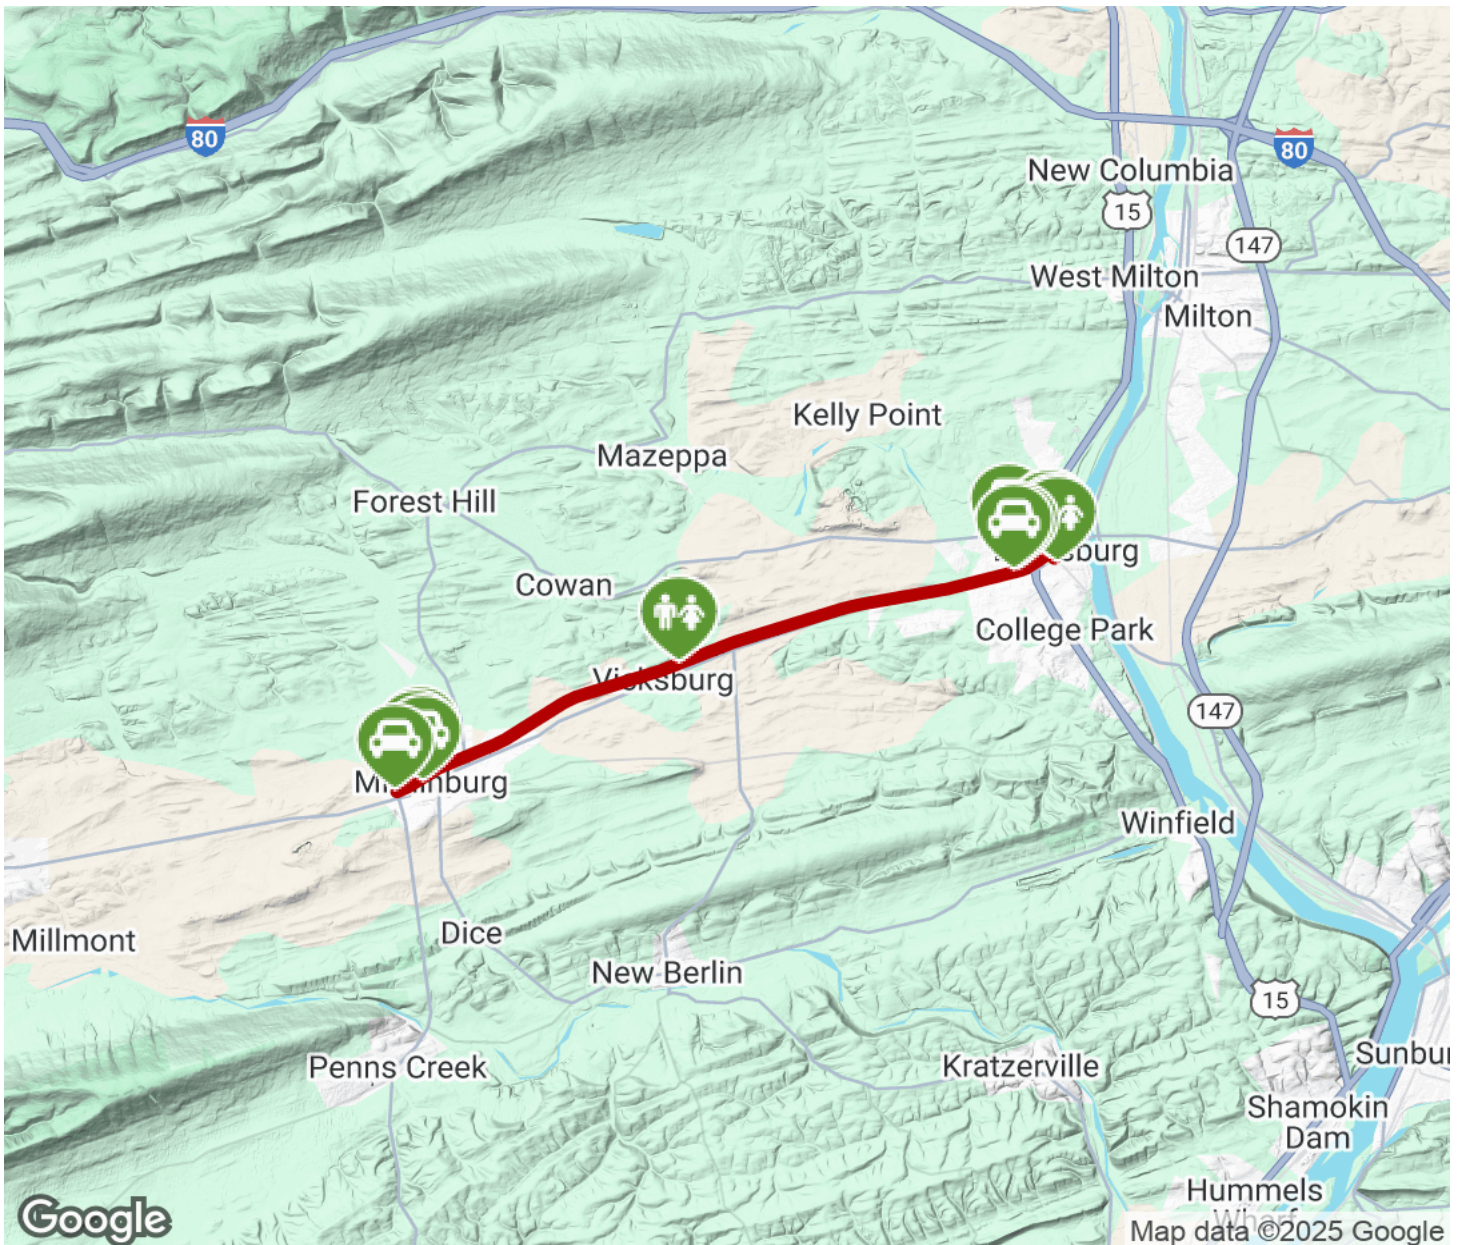 80
80
New Columbia
15
147
West Milton
Milton
Kelly Point
Mazeppa
Forest Hill
Cowan
College Park
Vicksburg
147
Winfield
Millmont
Dice
New Berlin
15
Penns Creek
Kratzerville
Shamokin
Dam
Hummels
Google
Map data ©2025 Google